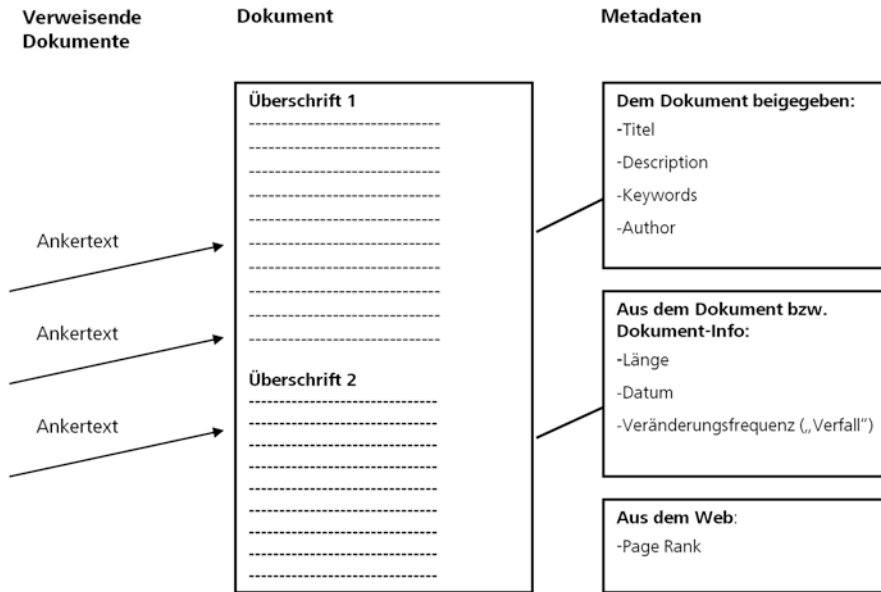 Verweisende
Dokumente
Dokument
Metadaten
Ankertext
Ankertext
Ankertext
Überschrift 1
Überschrift 2
Dem Dokument beigegeben:
-Titel
-Description
-Keywords
-Author
Aus dem Dokument bzw.
Dokument-Info:
-Länge
-Datum
-Veränderungsfrequenz („Verfall")
Aus dem Web:
-Page Rank